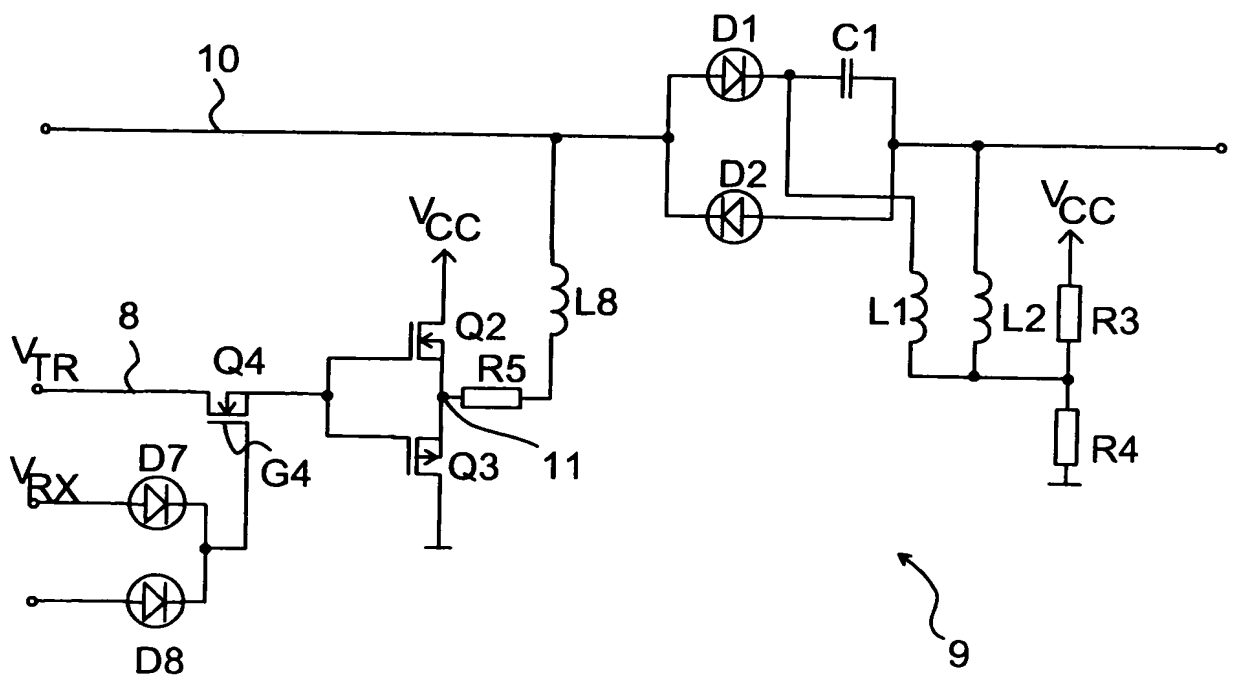 D1
C1
10
D2
VCC
VCC
L8
8
Q2
L1
L2
R3
VTR
Q4
R5
D7
G4
Q3
11
R4
VRX
D8
9